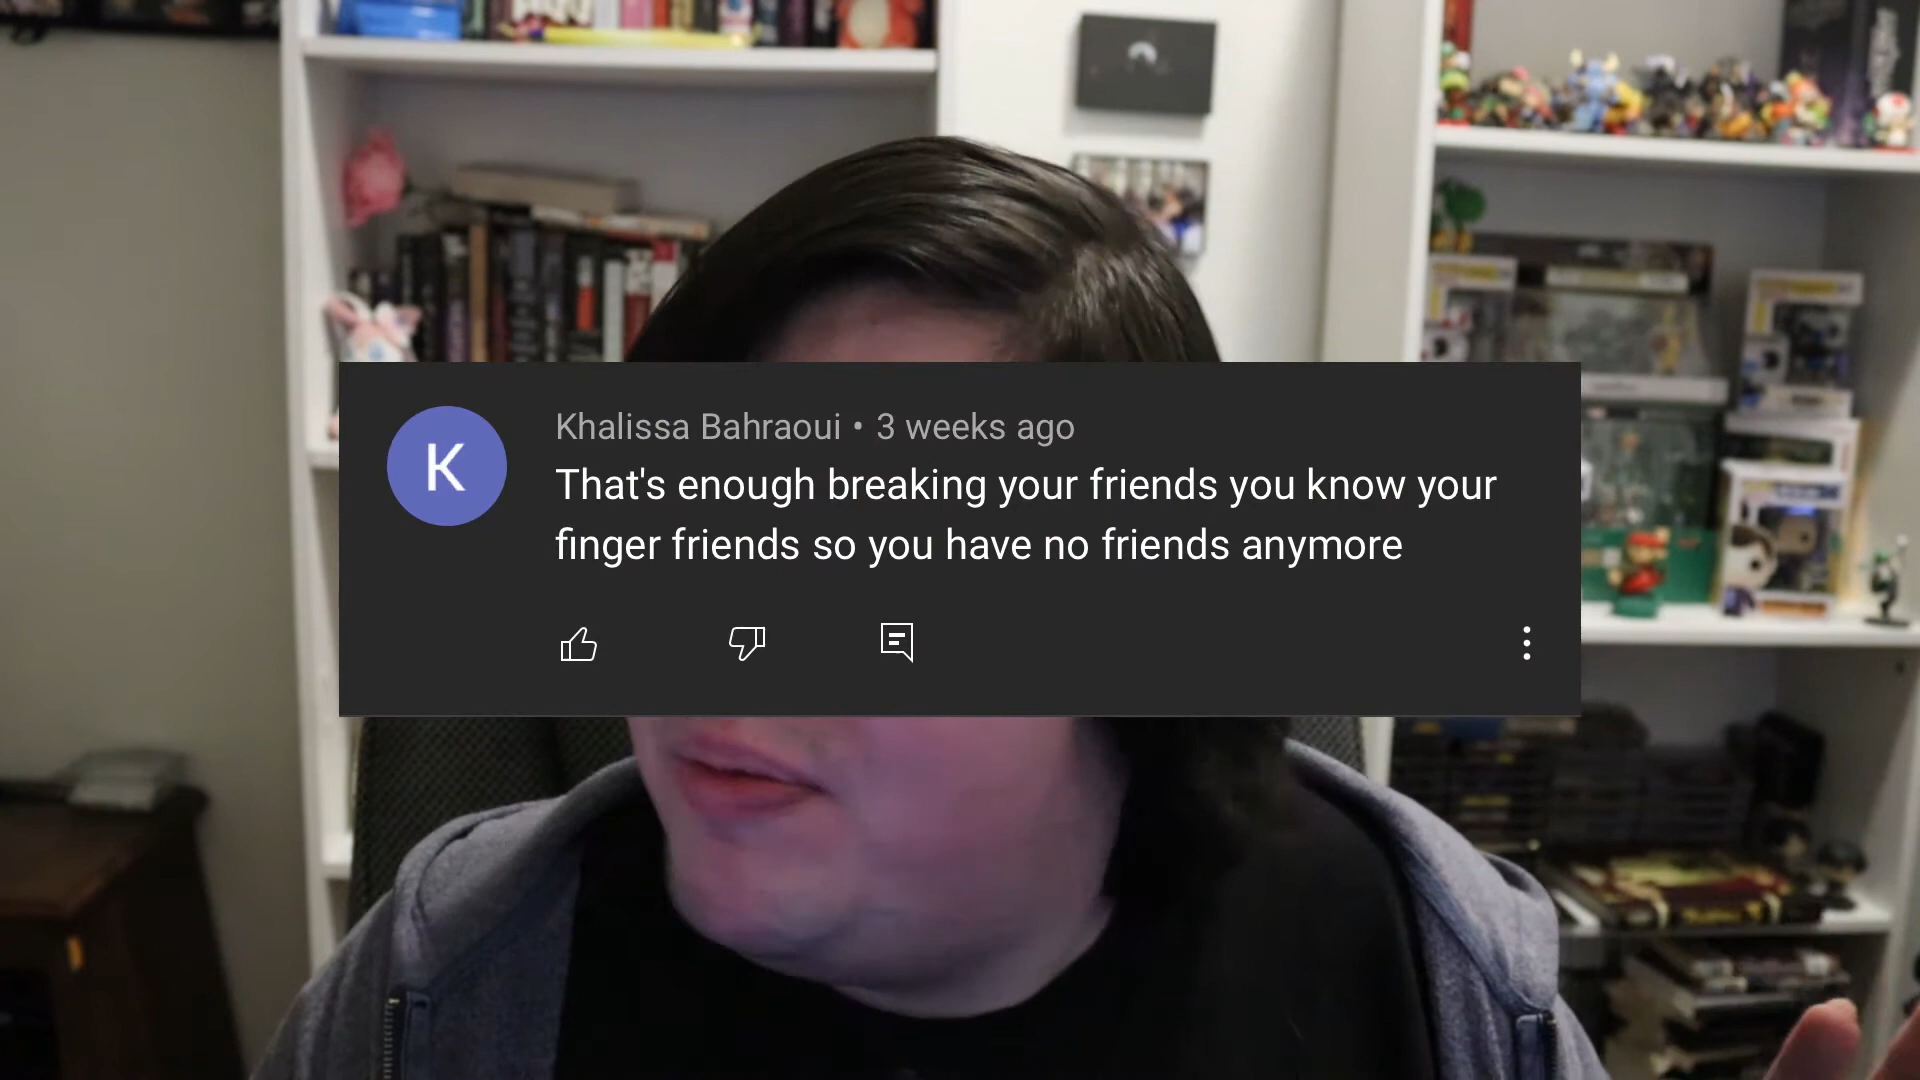 K
Khalissa Bahraoui • 3 weeks ago
That's enough breaking your friends you know your
finger friends so you have no friends anymore